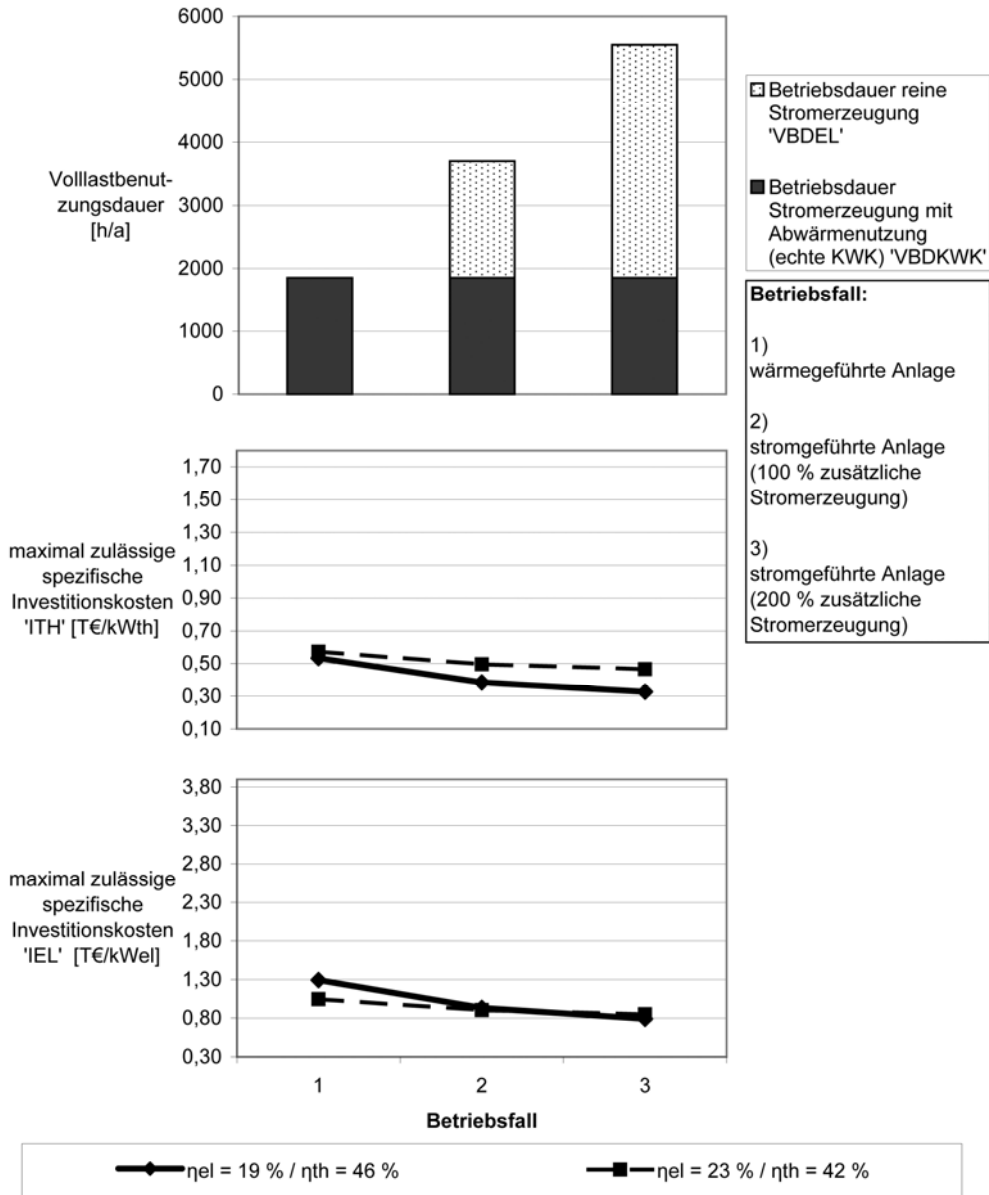 6000
5000
4000
3000
2000
1000
0
Volllastbenut-
zungsdauer
[h/a]
Betriebsdauer reine
Stromerzeugung
'VBDEL'
Betriebsdauer
Stromerzeugung mit
Abwärmenutzung
(echte KWK) 'VBDKWK'
Betriebsfall:
1)
wärmegeführte Anlage
2)
stromgeführte Anlage
(100 % zusätzliche
Stromerzeugung)
3)
stromgeführte Anlage
(200 % zusätzliche
Stromerzeugung)
1,70
1,50
1,30
1,10
0,90
0,70
0,50
0,30
0,10
maximal zulässige
spezifische
Investitionskosten
'ITH' [T€/kWth]
3,80
3,30
2,80
2,30
1,80
1,30
0,80
0,30
maximal zulässige
spezifische
Investitionskosten
'IEL' [T€/kWel]
1 2 3
Betriebsfall
ηel = 19 % / ηth = 46 %
ηel = 23 % / ηth = 42 %